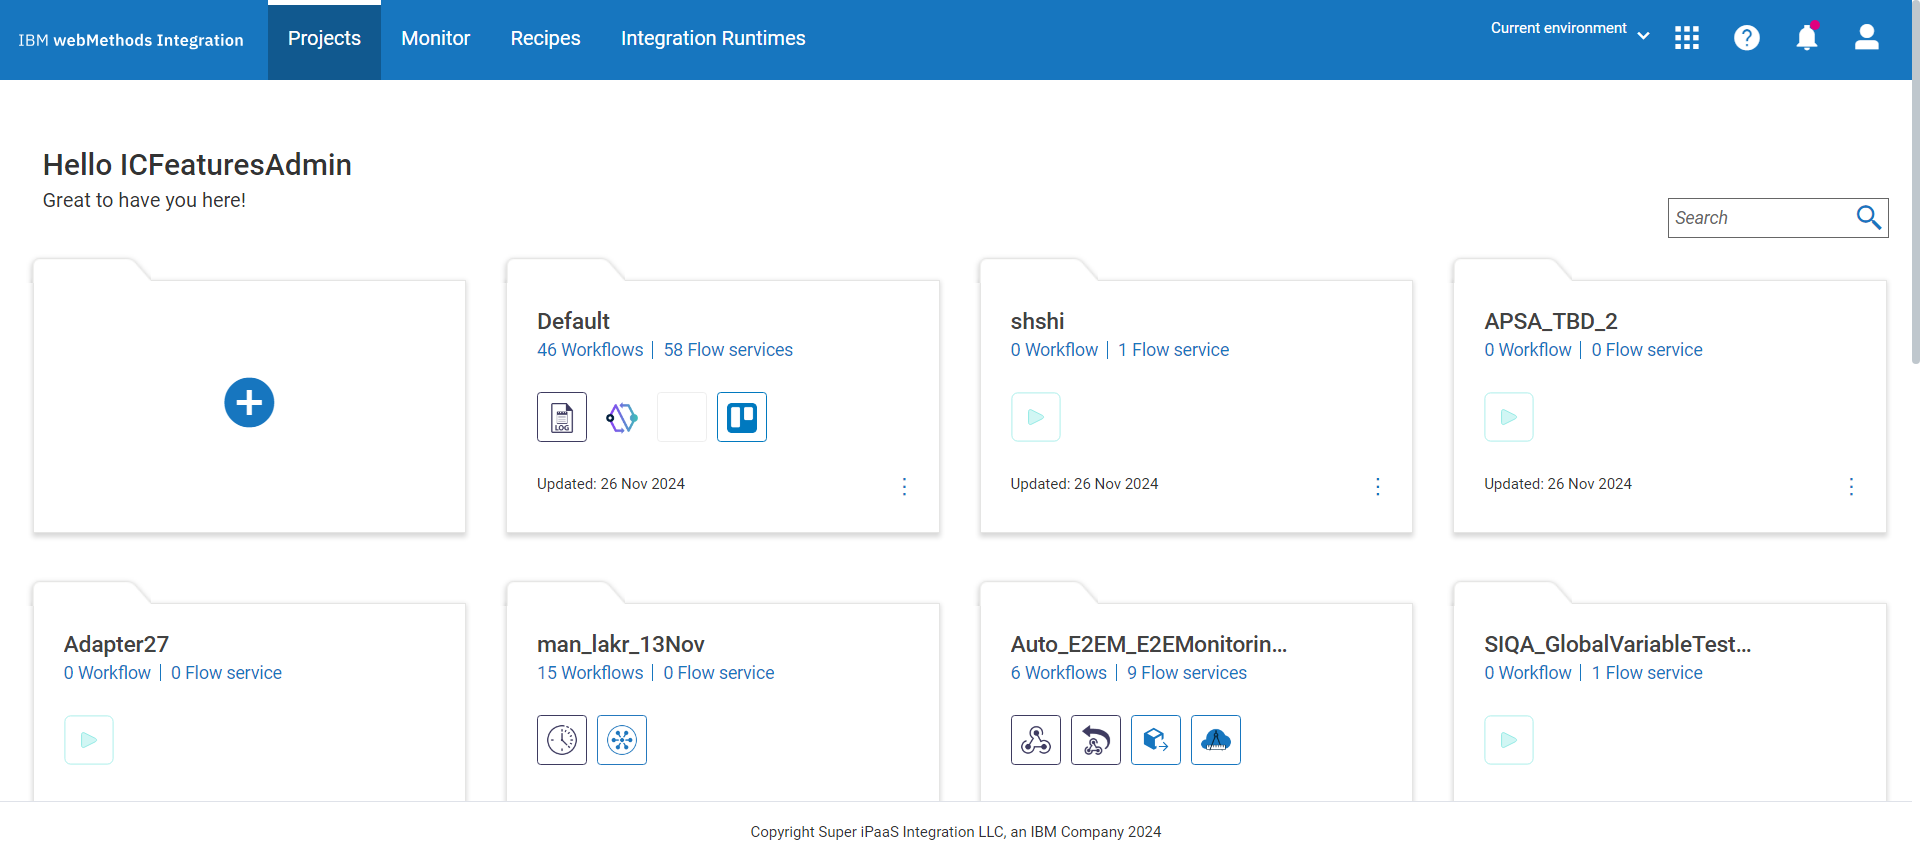 IBM webMethods Integration
Projects
Monitor
Recipes
Integration Runtimes
Current environment
Hello ICFeaturesAdmin
Great to have you here!
Search
Default
46 Workflows | 58 Flow services
LOG
Updated: 26 Nov 2024
shshi
0 Workflow | 1 Flow service
Updated: 26 Nov 2024
APSA_TBD_2
0 Workflow | 0 Flow service
Updated: 26 Nov 2024
Adapter27
0 Workflow | 0 Flow service
man_lakr_13Nov
15 Workflows | 0 Flow service
Auto_E2EM_E2EMonitorin...
6 Workflows | 9 Flow services
SIQA_GlobalVariableTest...
0 Workflow | 1 Flow service
Copyright Super iPaaS Integration LLC, an IBM Company 2024